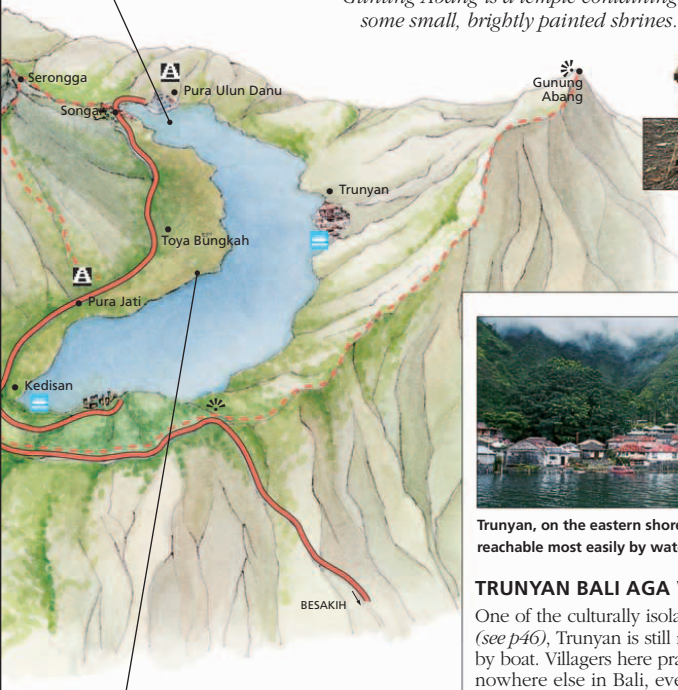 Gunung Abang is a temple containing
some small, brightly painted shrines.
Serongga
Songan
Pura Ulun Danu
Gunung
Abang
Trunyan
Toya Bungkah
Pura Jati
Kedisan
BESAKIH
Trunyan, on the eastern shore
reachable most easily by wat
TRUNYAN BALI AGA
One of the culturally isola
(see p46), Trunyan is still
by boat. Villagers here pra
nowhere else in Bali, eve